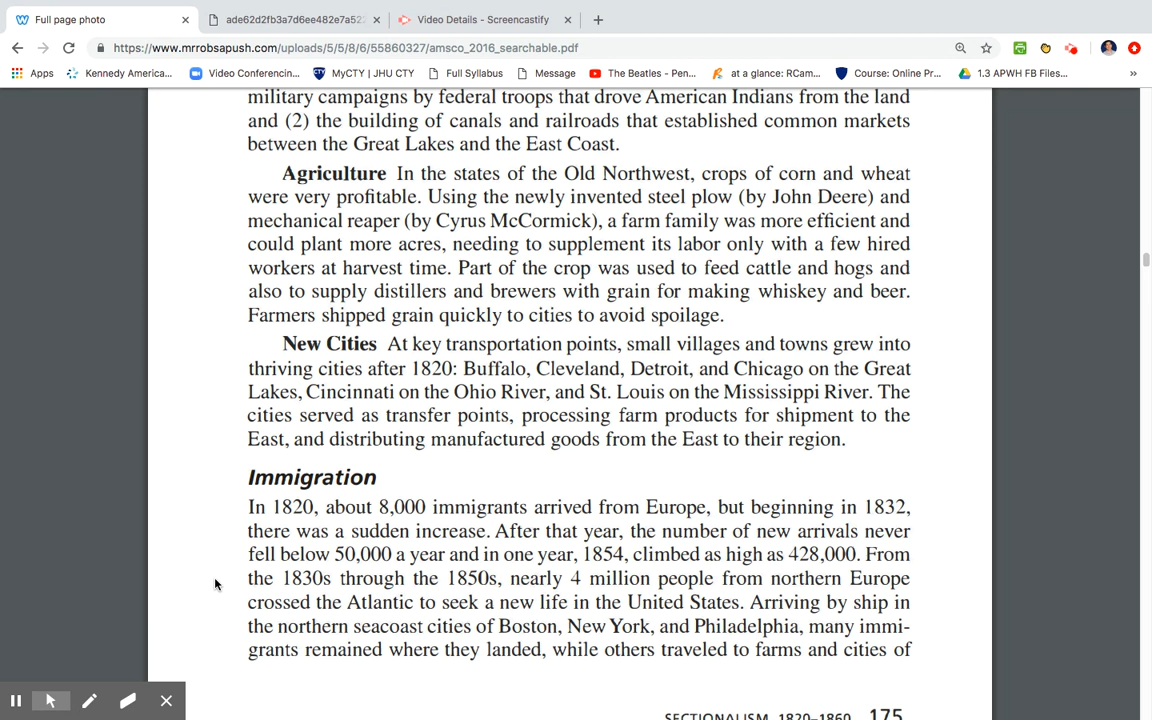 Full page photo
ade62d2fb3a7d6ee482e7a522
Video Details - Screencastify
https://www.mrrobsapush.com/uploads/5/5/8/6/55860327/amsco_2016_searchable.pdf
Apps
Kennedy America...
Video Conferencin...
MyCTY | JHU CTY
Full Syllabus
Message
The Beatles - Pen...
at a glance: RCam...
Course: Online Pr...
1.3 APWH FB Files...
»
military campaigns by federal troops that drove American Indians from the land
and (2) the building of canals and railroads that established common markets
between the Great Lakes and the East Coast.
Agriculture In the states of the Old Northwest, crops of corn and wheat
were very profitable. Using the newly invented steel plow (by John Deere) and
mechanical reaper (by Cyrus McCormick), a farm family was more efficient and
could plant more acres, needing to supplement its labor only with a few hired
workers at harvest time. Part of the crop was used to feed cattle and hogs and
also to supply distillers and brewers with grain for making whiskey and beer.
Farmers shipped grain quickly to cities to avoid spoilage.
New Cities At key transportation points, small villages and towns grew into
thriving cities after 1820: Buffalo, Cleveland, Detroit, and Chicago on the Great
Lakes, Cincinnati on the Ohio River, and St. Louis on the Mississippi River. The
cities served as transfer points, processing farm products for shipment to the
East, and distributing manufactured goods from the East to their region.
Immigration
In 1820, about 8,000 immigrants arrived from Europe, but beginning in 1832,
there was a sudden increase. After that year, the number of new arrivals never
fell below 50,000 a year and in one year, 1854, climbed as high as 428,000. From
the 1830s through the 1850s, nearly 4 million people from northern Europe
crossed the Atlantic to seek a new life in the United States. Arriving by ship in
the northern seacoast cities of Boston, New York, and Philadelphia, many immi-
grants remained where they landed, while others traveled to farms and cities of
SECTIONALISM, 1820–1860 175